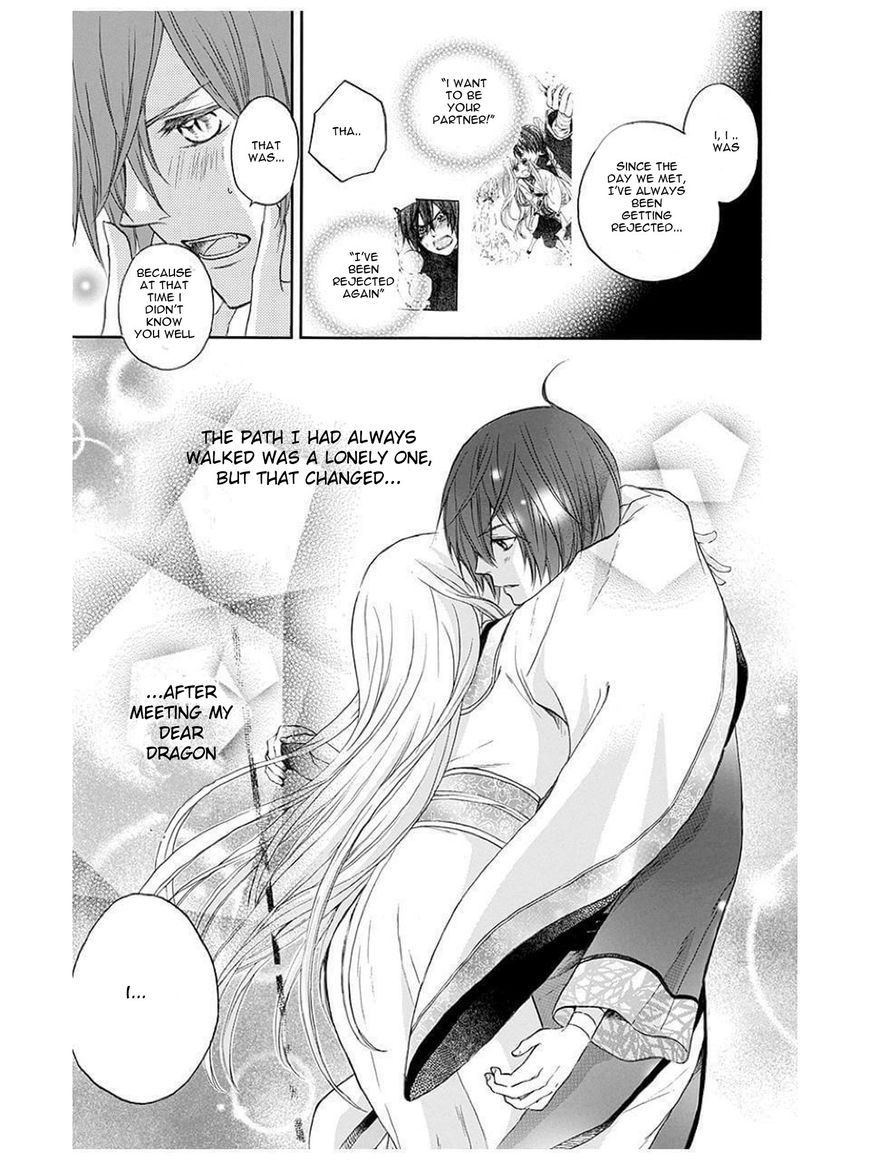 I, I ..
WAS
SINCE THE
DAY WE MET,
I'VE ALWAYS
BEEN
GETTING
REJECTED...
"I WANT
TO BE
YOUR
PARTNER!"
"I'VE
BEEN
REJECTED
AGAIN"
THA..
THAT
WAS...
BECAUSE
AT THAT
TIME I
DIDN'T
KNOW
YOU WELL
THE PATH I HAD ALWAYS
WALKED WAS A LONELY ONE,
BUT THAT CHANGED...
...AFTER
MEETING MY
DEAR
DRAGON
I...